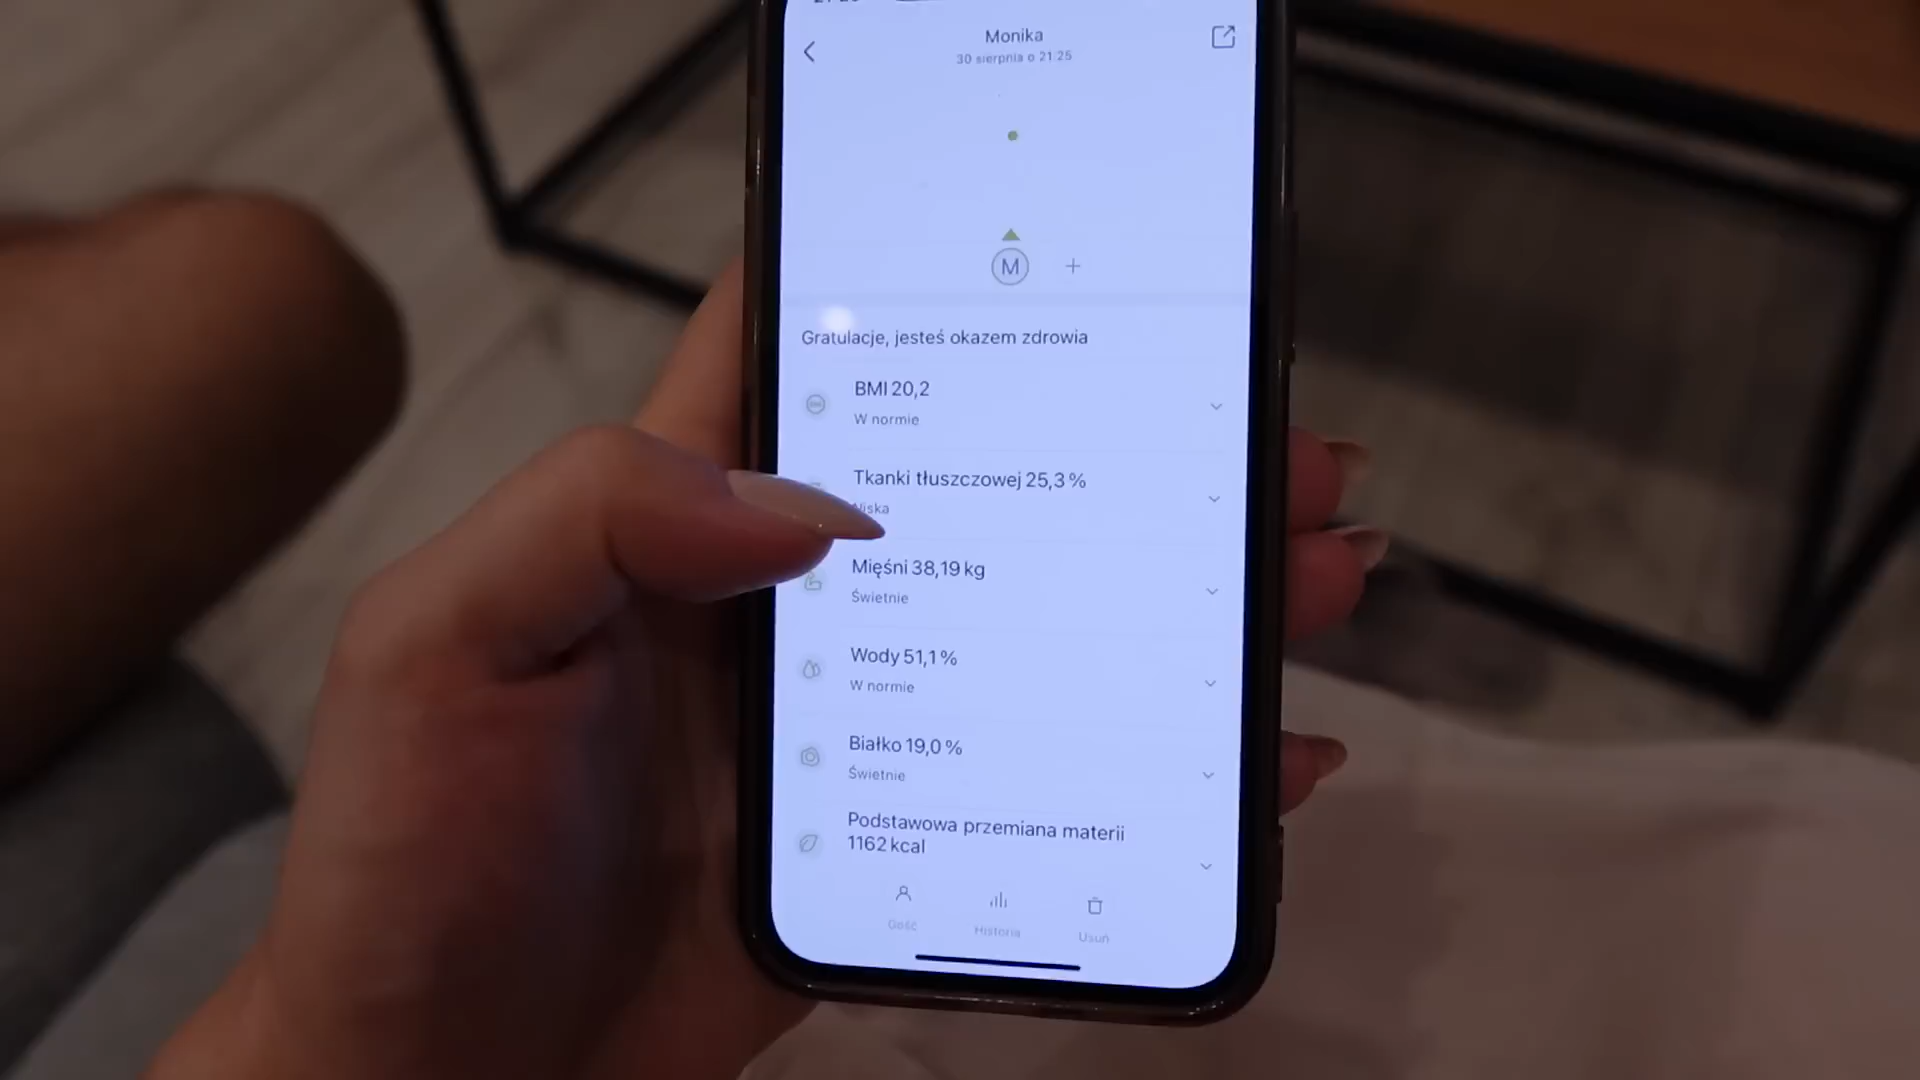 Monika
30 sierpnia o 21:25
M
Gratulacje, jesteś okazem zdrowia
BMI 20,2
W normie
Tkanki tłuszczowej 25,3 %
Mięśni 38,19 kg
Świetnie
Wody 51,1 %
W normie
Białko 19,0 %
Świetnie
Podstawowa przemiana materii
1162 kcal
Gość
Historia
Usuń